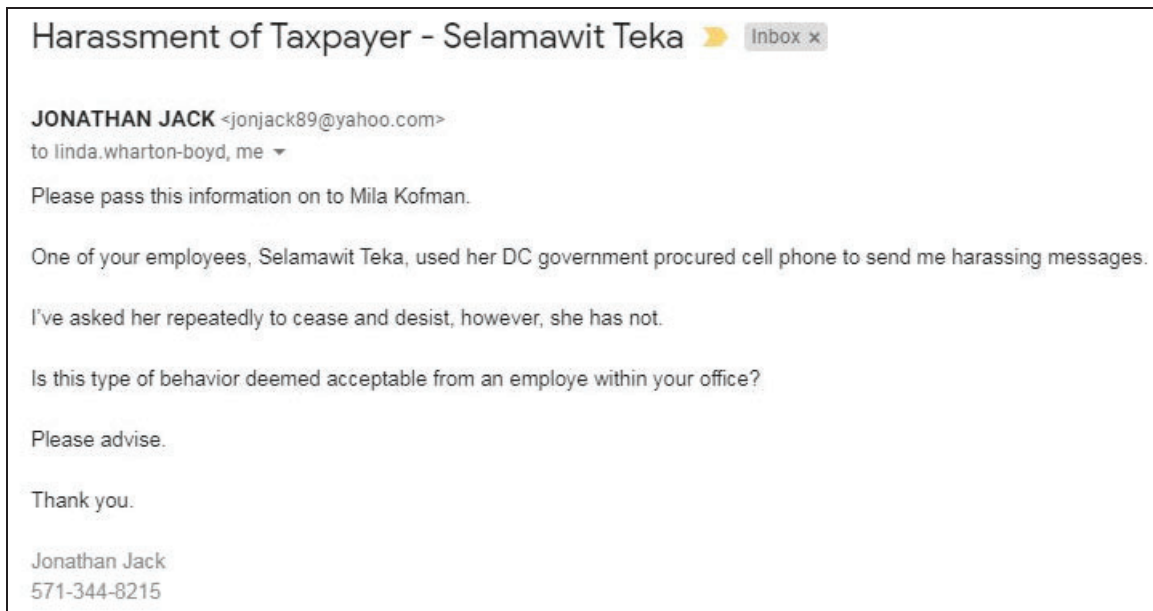 Harassment of Taxpayer - Selamawit Teka Inbox x
JONATHAN JACK <jonjack89@yahoo.com>
to linda.wharton-boyd, me
Please pass this information on to Mila Kofman.
One of your employees, Selamawit Teka, used her DC government procured cell phone to send me harassing messages.
I've asked her repeatedly to cease and desist, however, she has not.
Is this type of behavior deemed acceptable from an employe within your office?
Please advise.
Thank you.
Jonathan Jack
571-344-8215